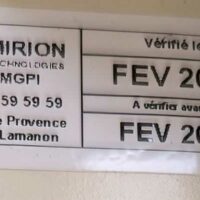 MIRION
TECHNOLOGIES
MGPI
59 59 59
e Provence
Lamanon
Vérifié le
FEV 20
A vérifier avant
FEV 20